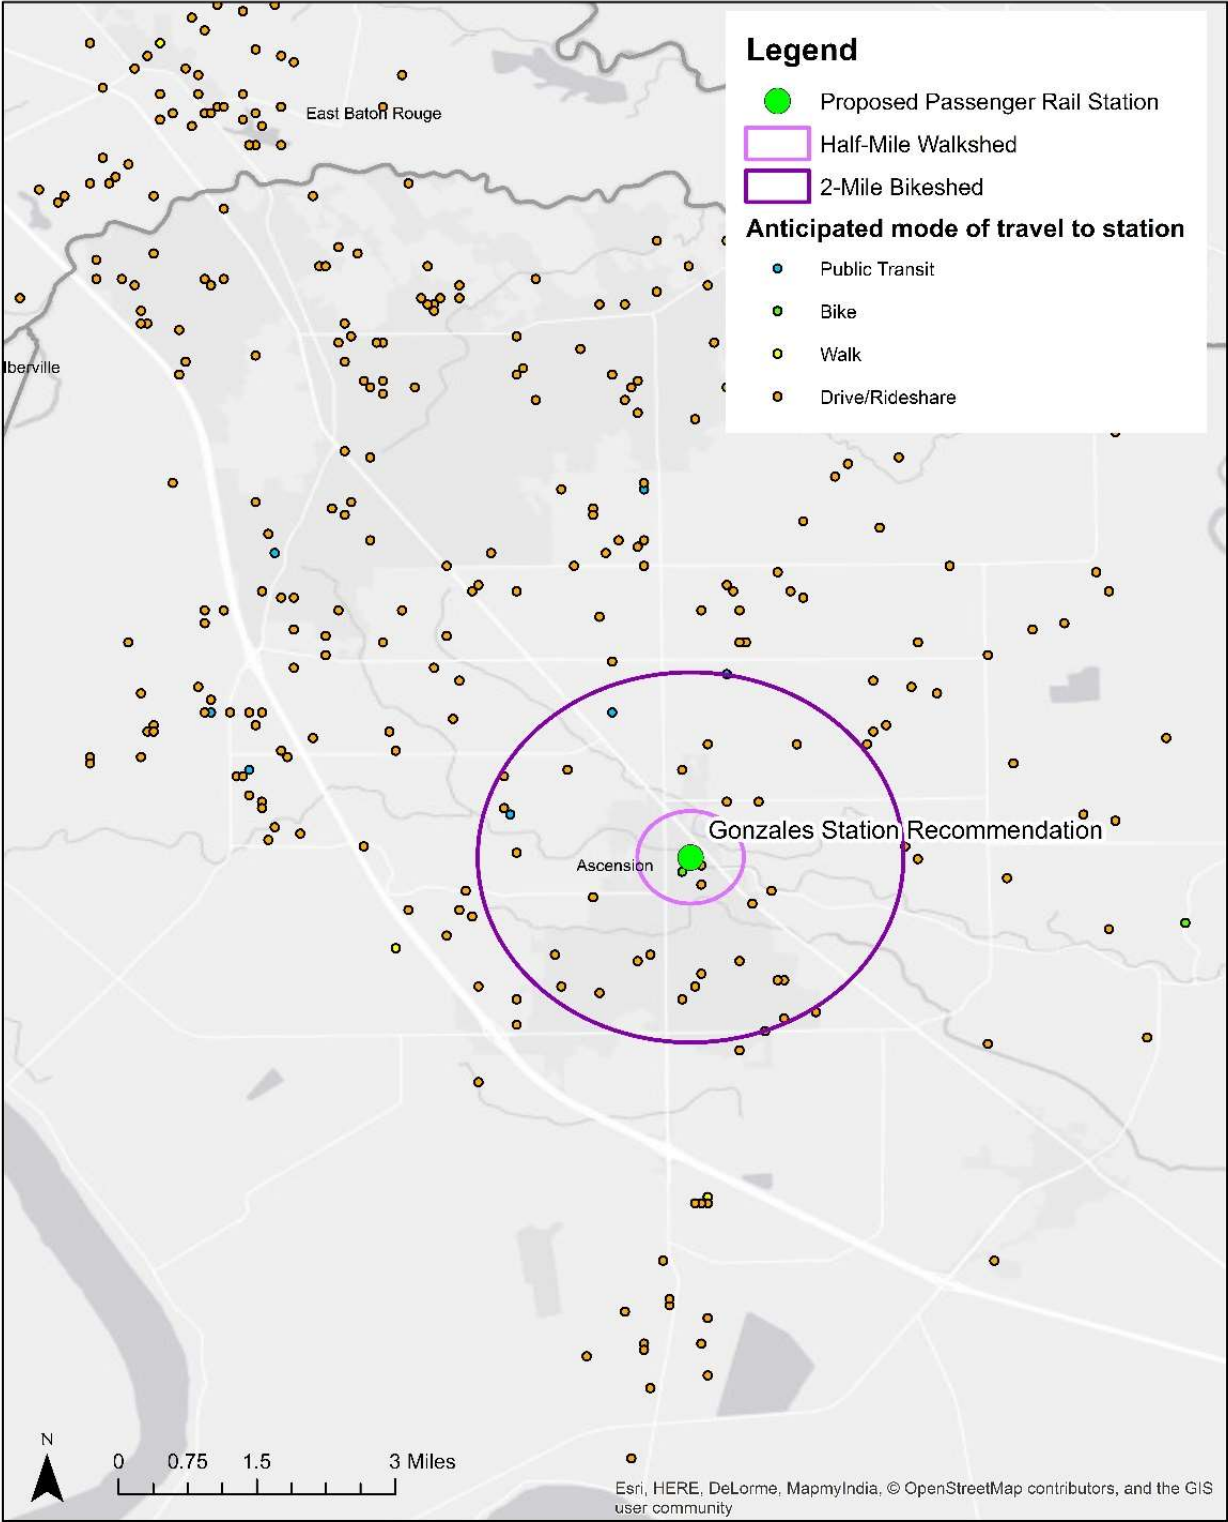 Legend
Proposed Passenger Rail Station
Half-Mile Walkshed
2-Mile Bikeshed
Anticipated mode of travel to station
Public Transit
Bike
Walk
Drive/Rideshare
East Baton Rouge
Iberville
Gonzales Station Recommendation
Ascension
N
0 0.75 1.5 3 Miles
Esri, HERE, DeLorme, MapmyIndia, © OpenStreetMap contributors, and the GIS
user community